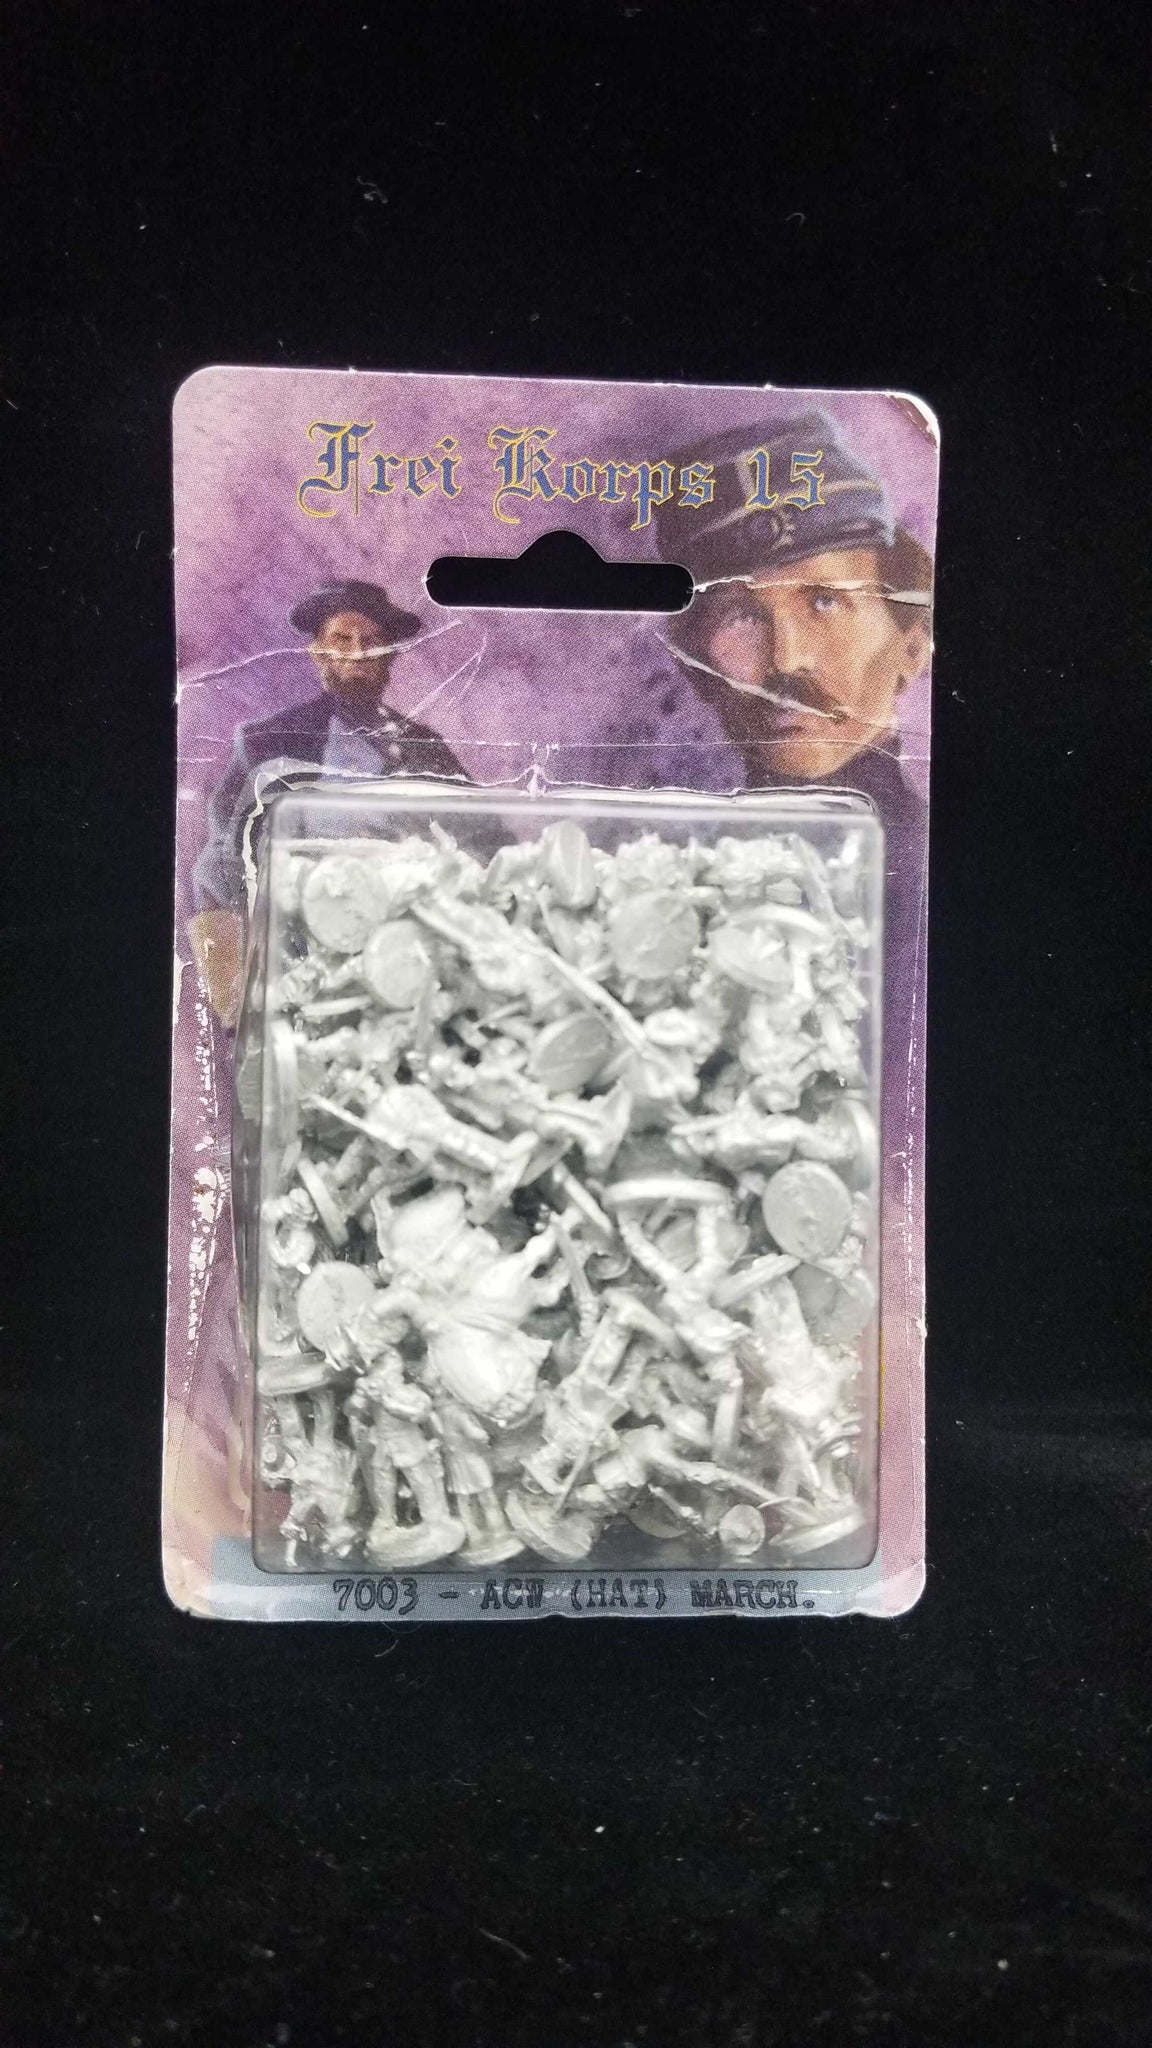 Frei Korps 15
7003 - ACW (HAT) MARCH.